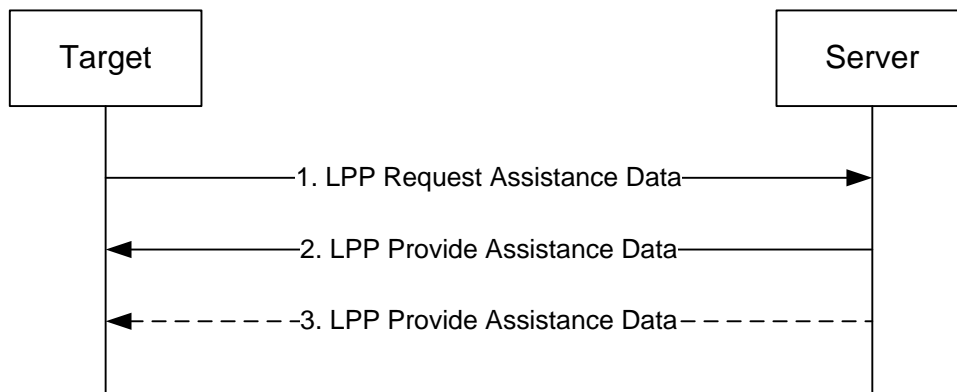 Target
Server
1. LPP Request Assistance Data
2. LPP Provide Assistance Data
3. LPP Provide Assistance Data